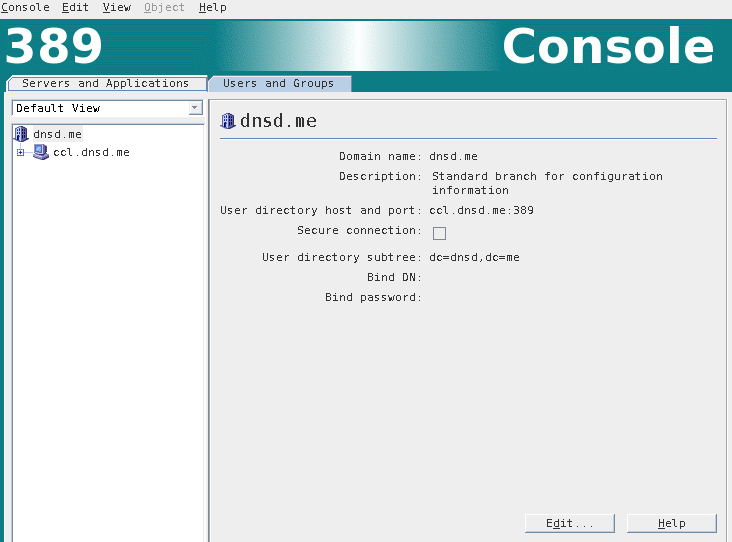 Console Edit View Object Help
389 Console
Servers and Applications Users and Groups
Default View
dnsd.me
ccl.dnsd.me
dnsd.me
Domain name: dnsd.me
Description: Standard branch for configuration
information
User directory host and port: ccl.dnsd.me:389
Secure connection:
User directory subtree: dc=dnsd,dc=me
Bind DN:
Bind password:
Edit... Help